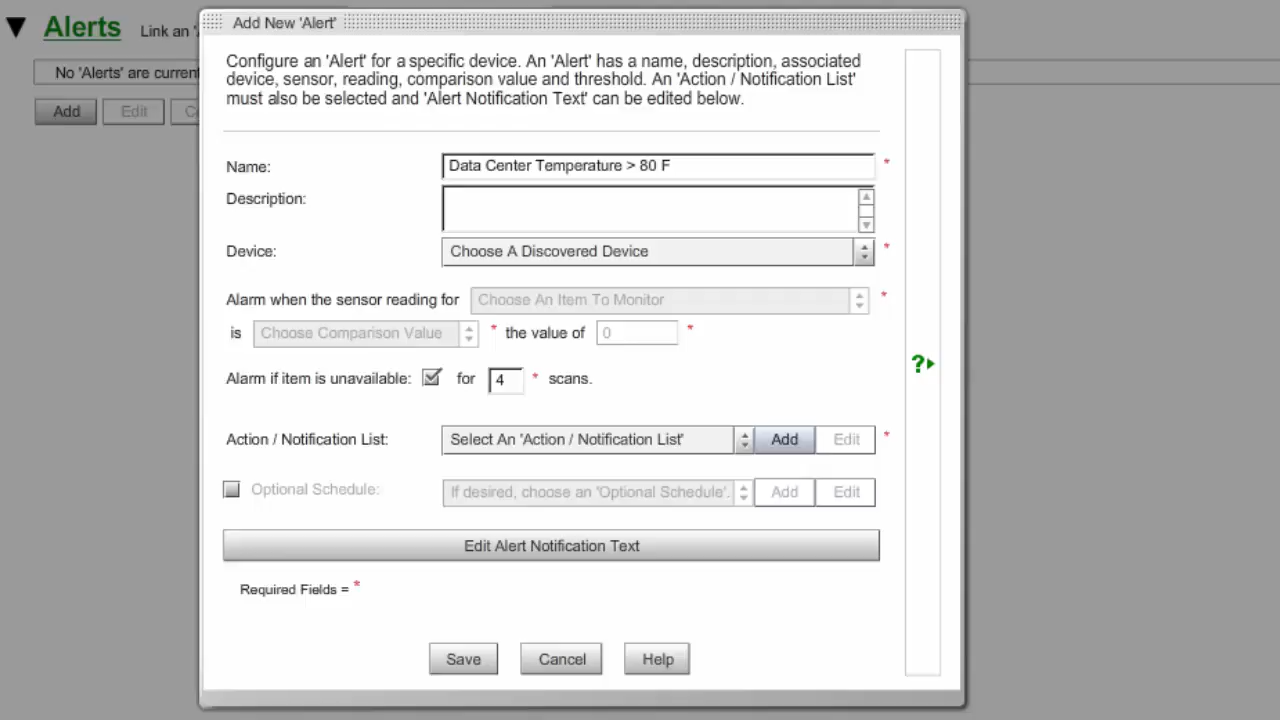 Add New 'Alert'
Alerts Link an '
No 'Alerts' are current
Add Edit
Configure an 'Alert' for a specific device. An 'Alert' has a name, description, associated
device, sensor, reading, comparison value and threshold. An 'Action / Notification List'
must also be selected and 'Alert Notification Text' can be edited below.
Name: Data Center Temperature > 80 F *
Description:
Device: Choose A Discovered Device *
Alarm when the sensor reading for Choose An Item To Monitor *
is Choose Comparison Value * the value of 0 *
Alarm if item is unavailable: for 4 * scans.
?
Action / Notification List: Select An 'Action / Notification List' Add Edit *
Optional Schedule: If desired, choose an 'Optional Schedule'. Add Edit
Edit Alert Notification Text
Required Fields = *
Save Cancel Help